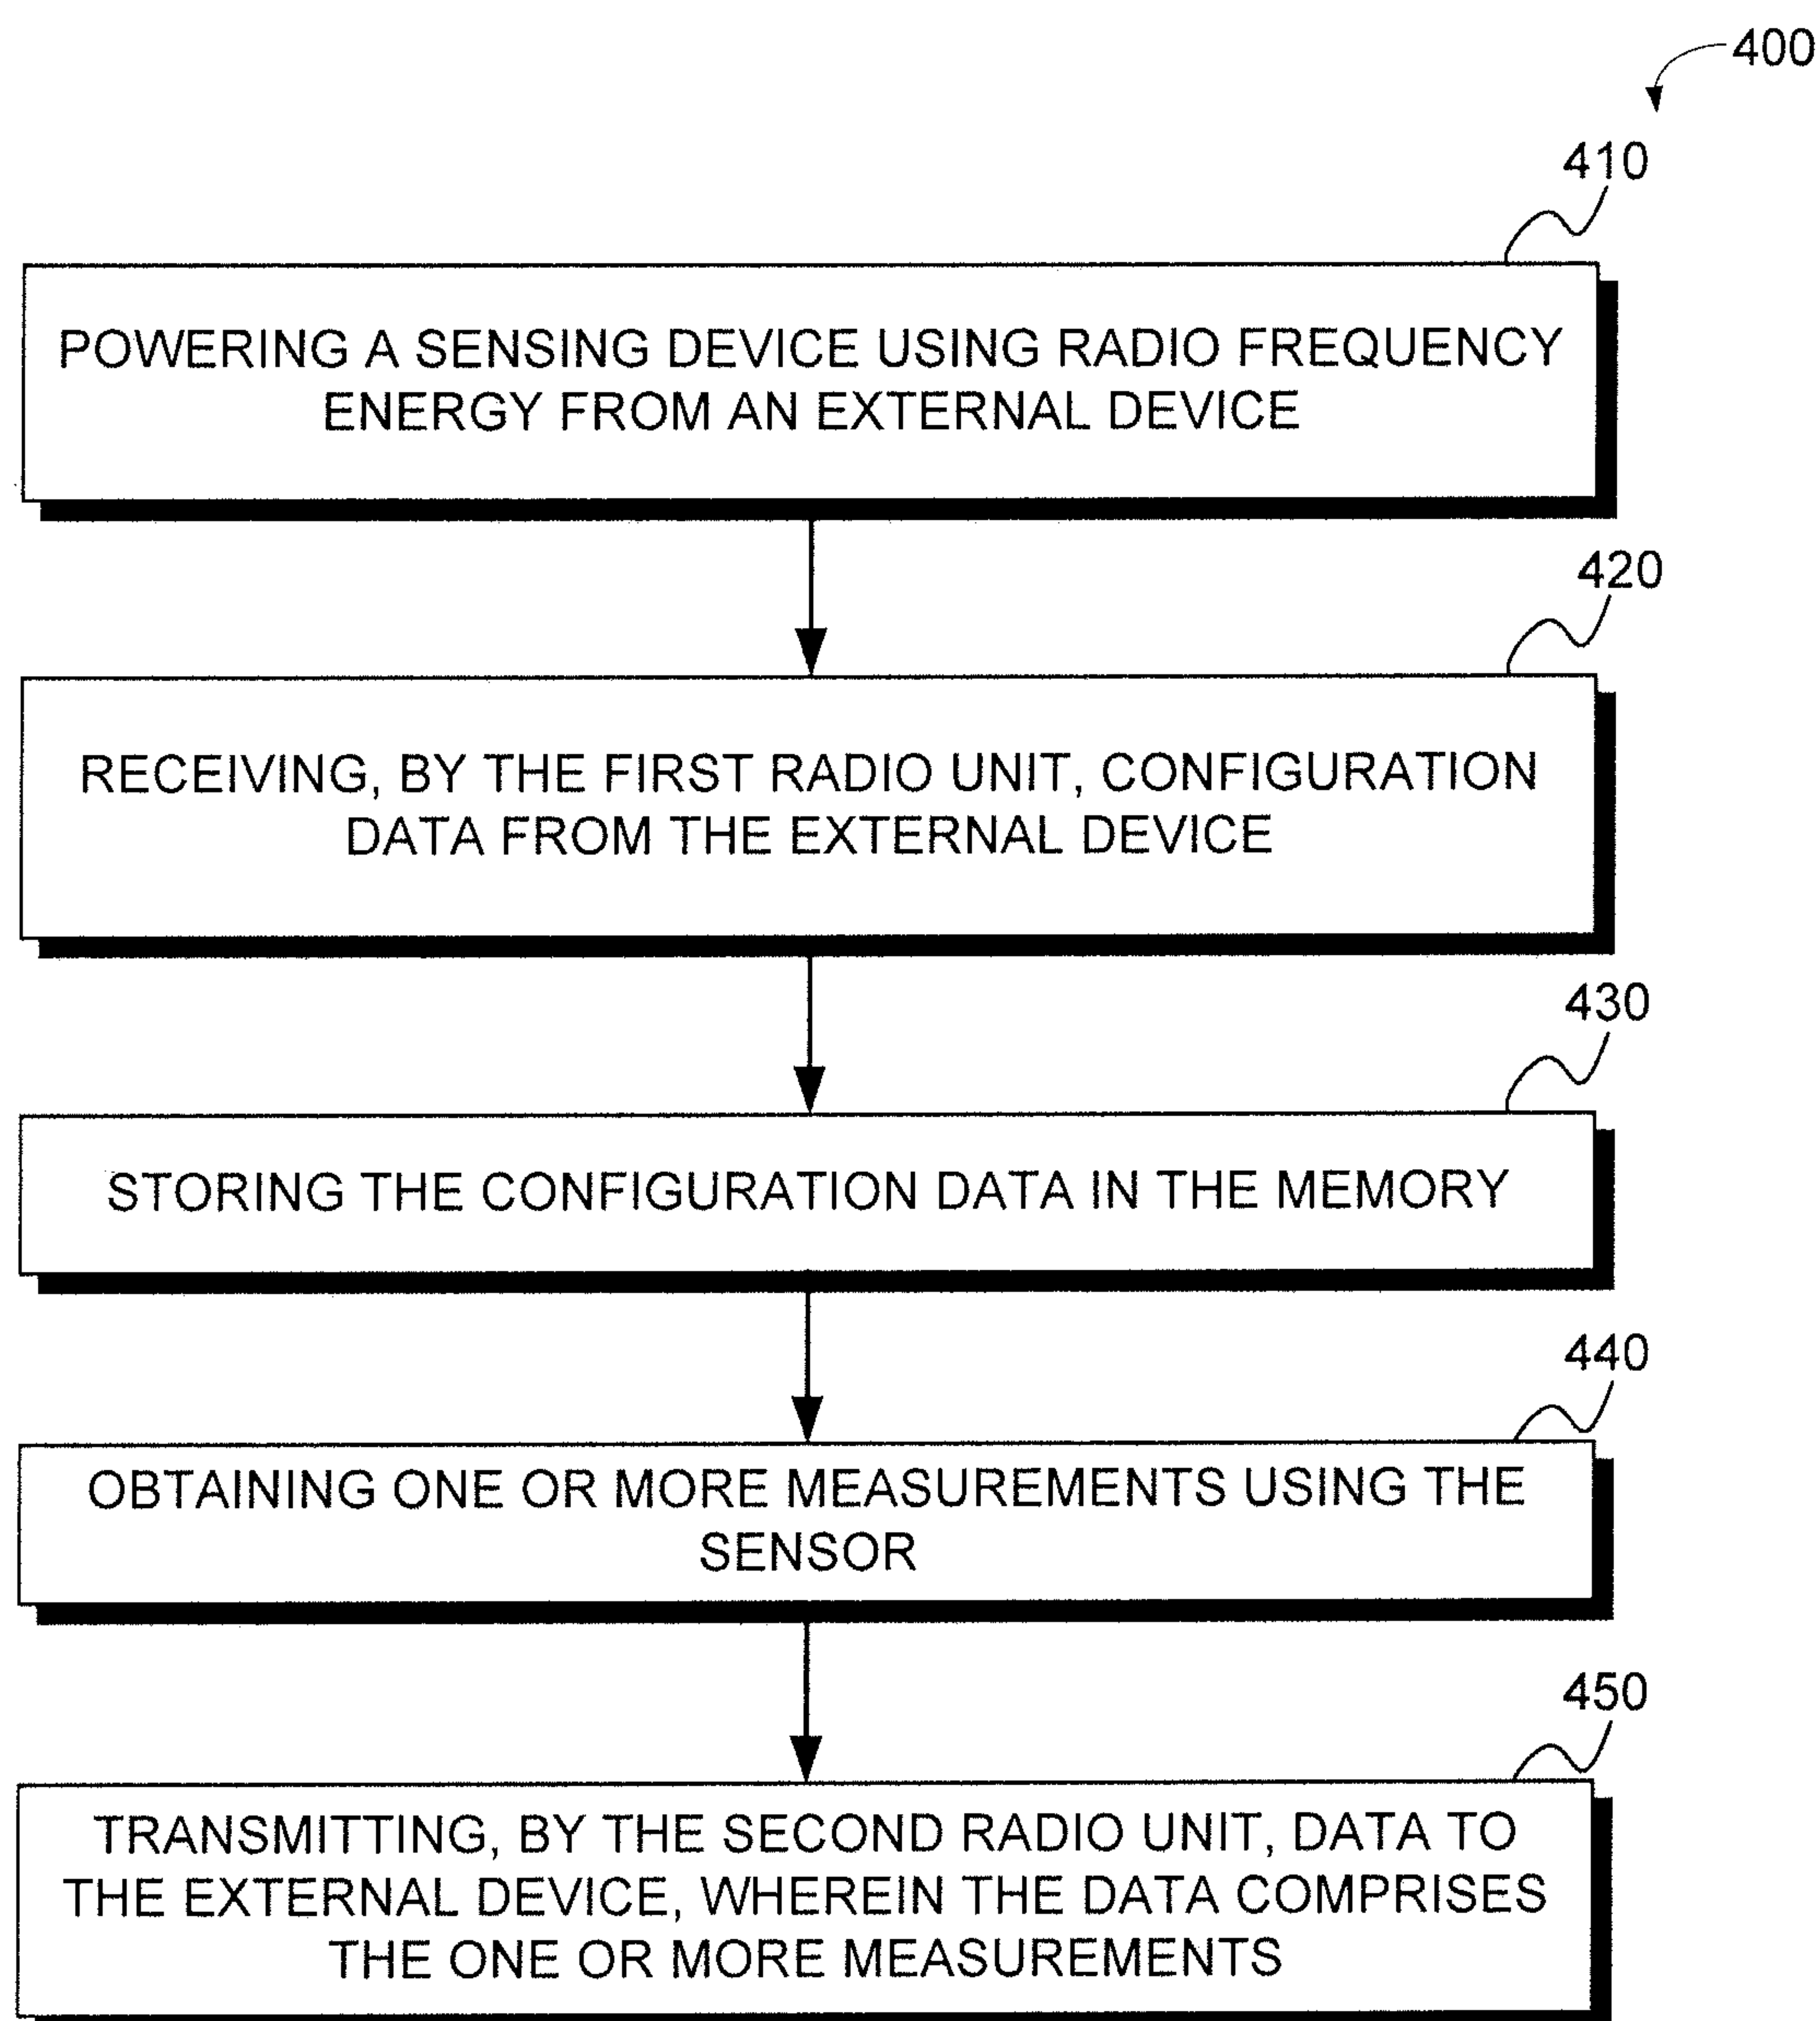 400
410
POWERING A SENSING DEVICE USING RADIO FREQUENCY
ENERGY FROM AN EXTERNAL DEVICE
420
RECEIVING, BY THE FIRST RADIO UNIT, CONFIGURATION
DATA FROM THE EXTERNAL DEVICE
430
STORING THE CONFIGURATION DATA IN THE MEMORY
440
OBTAINING ONE OR MORE MEASUREMENTS USING THE
SENSOR
450
TRANSMITTING, BY THE SECOND RADIO UNIT, DATA TO
THE EXTERNAL DEVICE, WHEREIN THE DATA COMPRISES
THE ONE OR MORE MEASUREMENTS